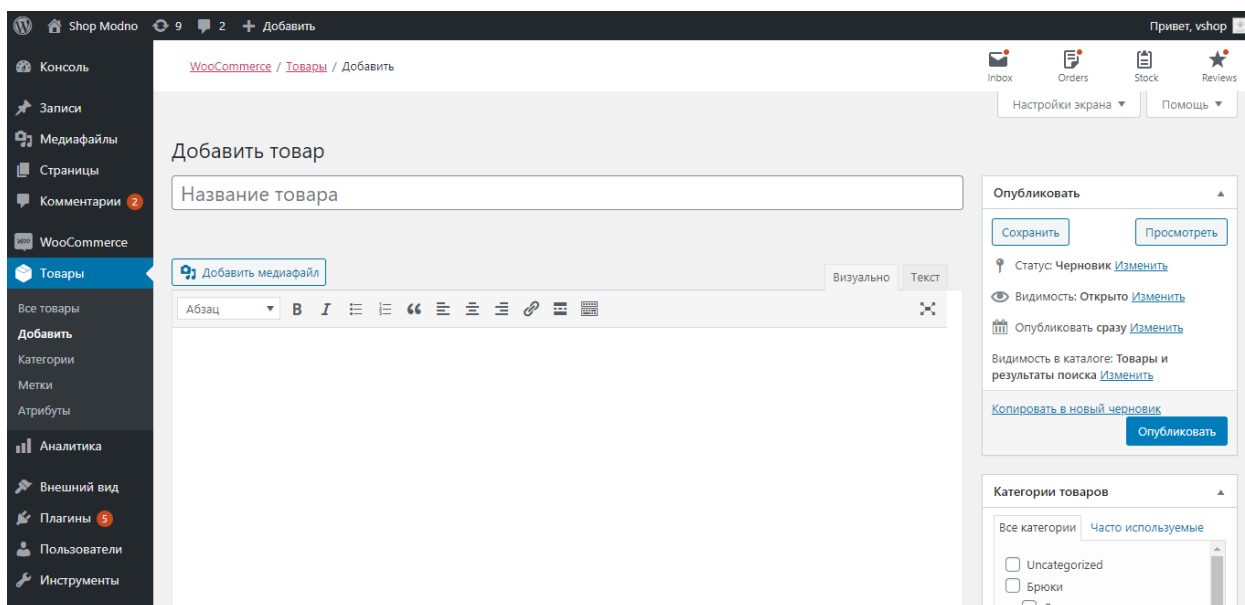 Shop Modno 9 2 + Добавить Привет, vshop
Консоль
Записи
Медиафайлы
Страницы
Комментарии 2
WooCommerce
Товары
Все товары
Добавить
Категории
Метки
Атрибуты
Аналитика
Внешний вид
Плагины 5
Пользователи
Инструменты
WooCommerce / Товары / Добавить
Inbox Orders Stock Reviews
Настройки экрана ▼ Помощь ▼
Добавить товар
Название товара
Добавить медиафайл
Визуально Текст
Абзац ▼ B I
Опубликовать
Сохранить Просмотреть
Статус: Черновик Изменить
Видимость: Открыто Изменить
Опубликовать сразу Изменить
Видимость в каталоге: Товары и
результаты поиска Изменить
Копировать в новый черновик
Опубликовать
Категории товаров
Все категории Часто используемые
Uncategorized
Брюки